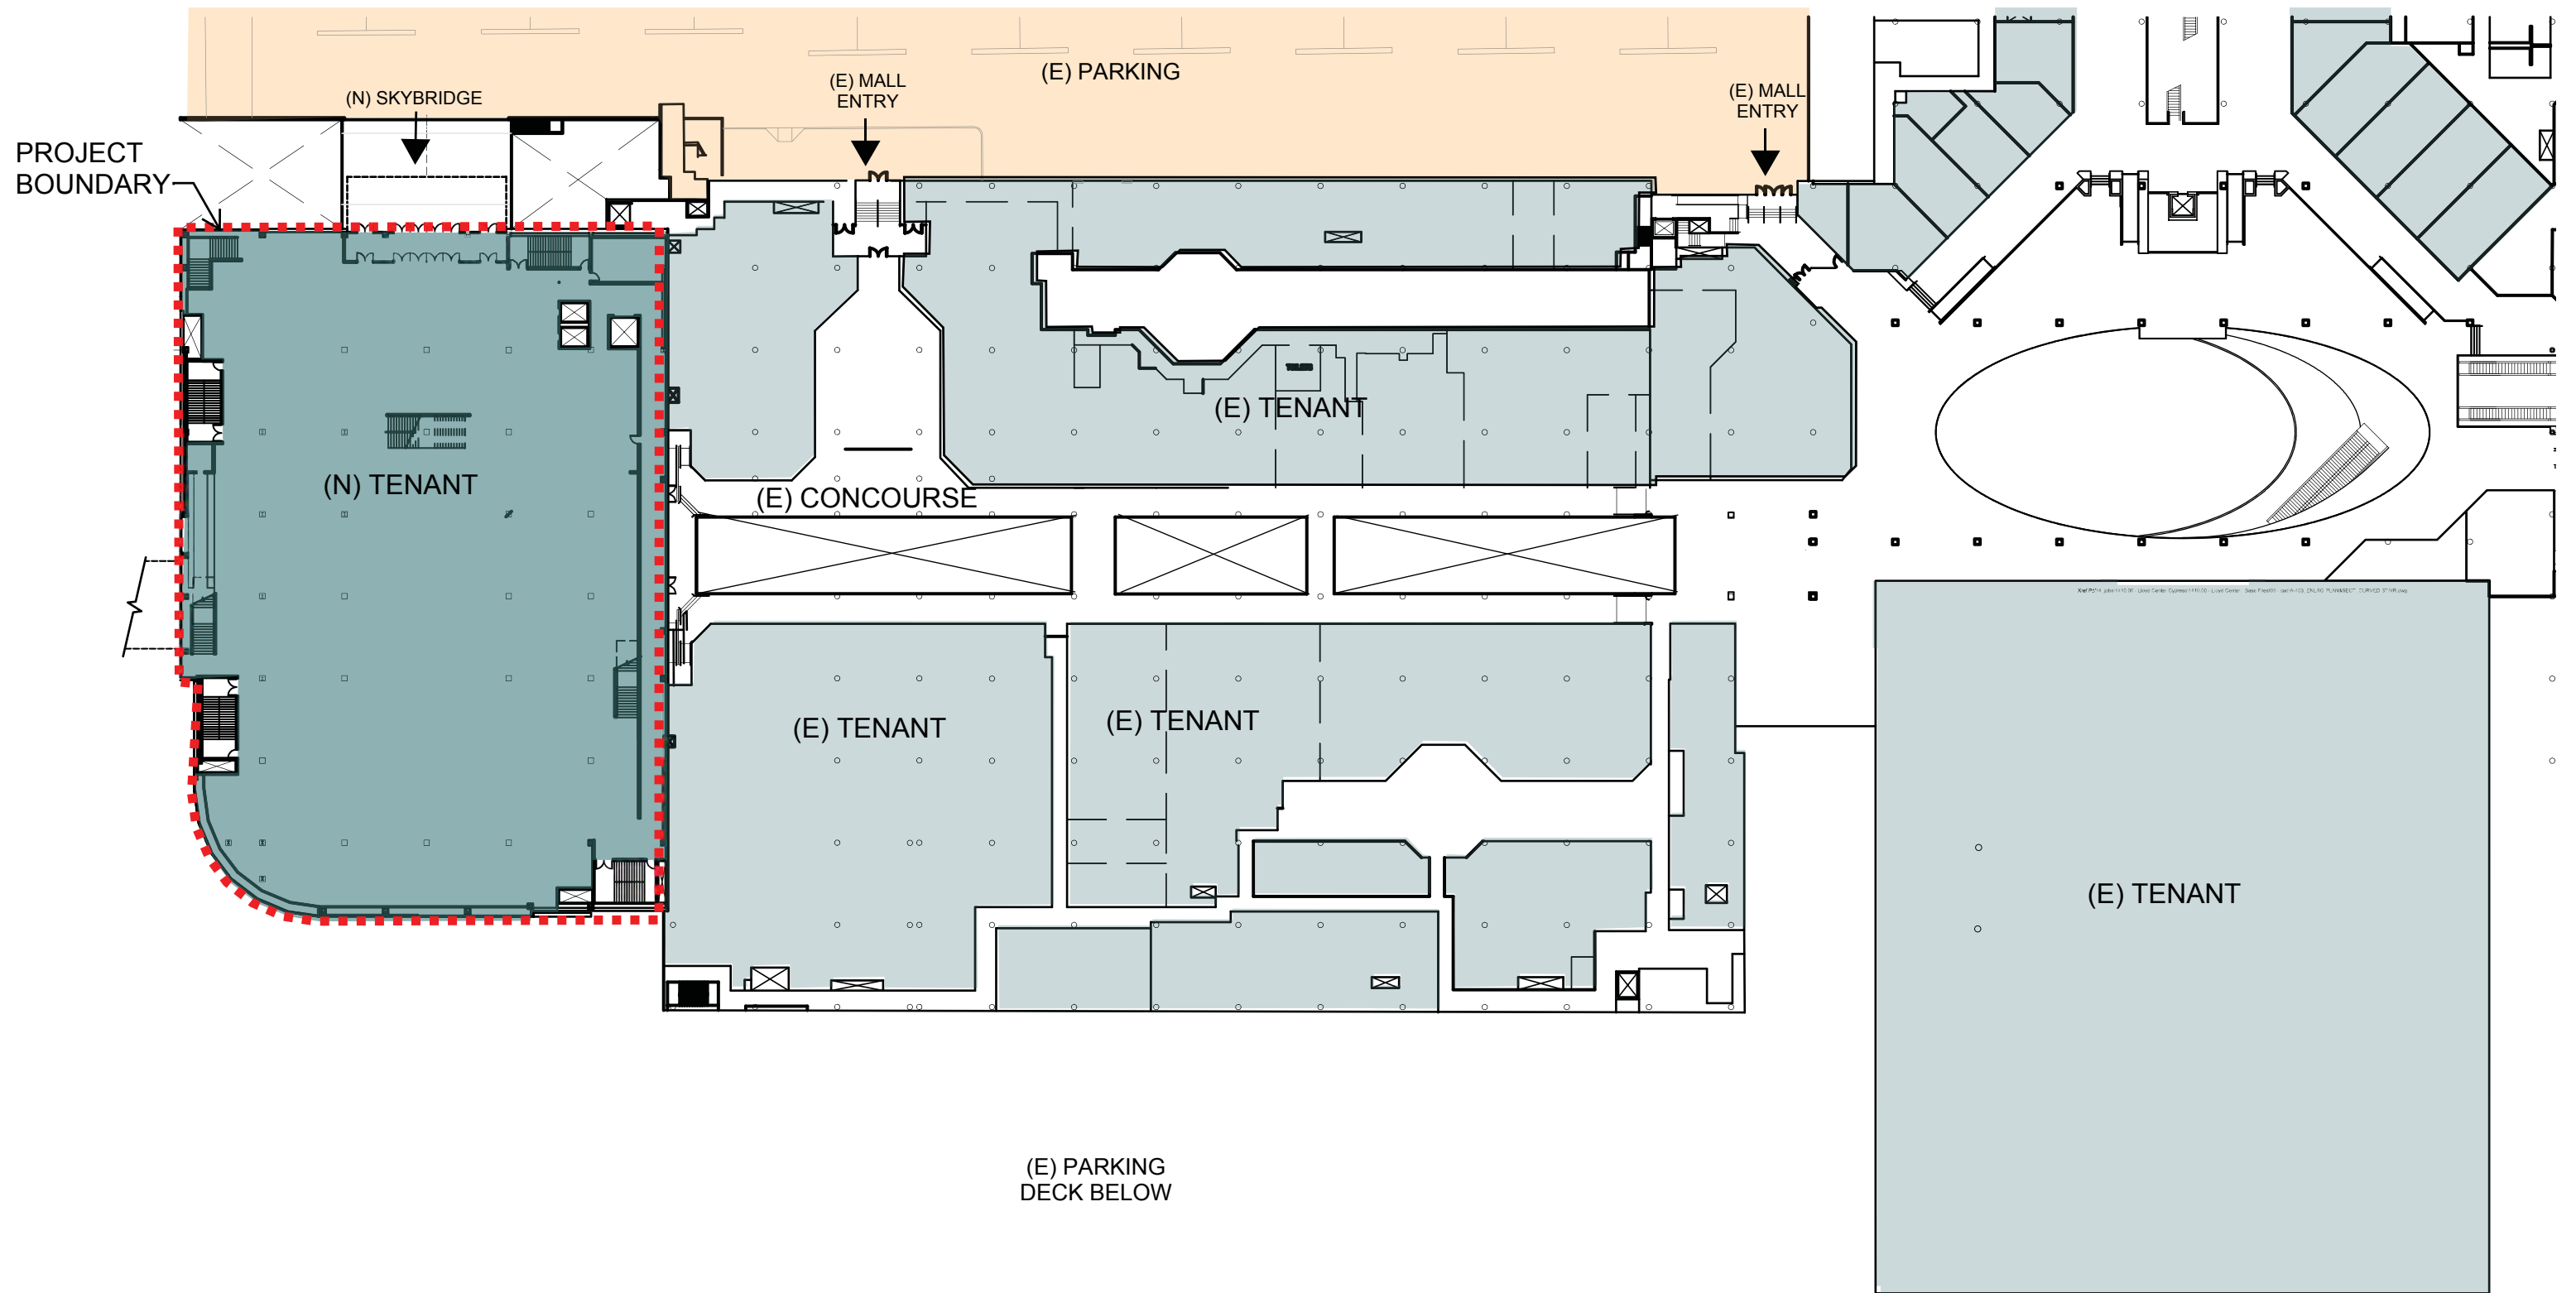 (E) PARKING
(E) MALL
ENTRY
(E) MALL
ENTRY
(N) SKYBRIDGE
PROJECT
BOUNDARY
(E) TENANT
(N) TENANT
(E) CONCOURSE
(E) TENANT
(E) TENANT
(E) TENANT
(E) PARKING
DECK BELOW